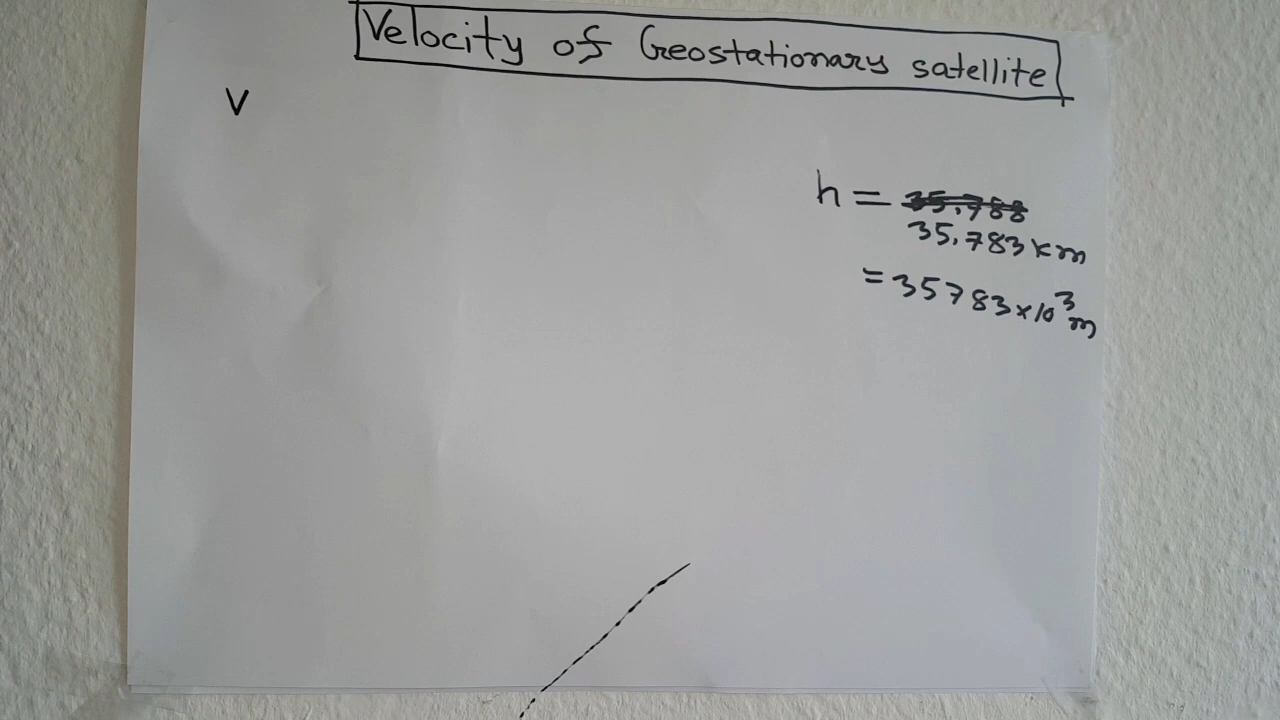 Velocity of Geostationary satellite
V
h = 35,788
35,783 km
= 35783 × 10³ m